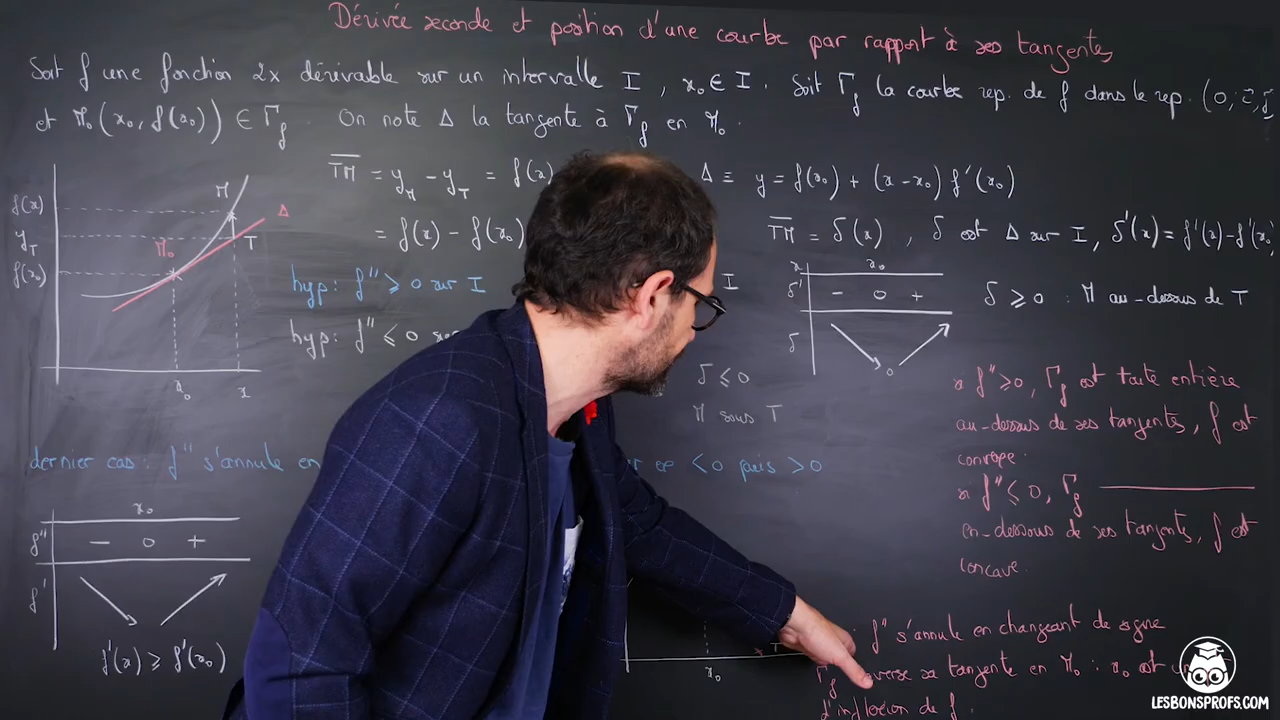 Dérivée seconde et position d'une courbe par rapport à ses tangentes
Soit f une fonction 2x dérivable sur un intervalle I , x₀ ∈ I . Soit Γf la courbe rep. de f dans le rep. (O; i, j
et M₀(x₀, f(x₀)) ∈ Γf . On note Δ la tangente à Γf en M₀ .
f(x)
y_T
f(x₀)
M
Δ
M₀
T
x₀
x
TM = y_M - y_T = f(x)
= f(x) - f(x₀)
Δ ≡ y = f(x₀) + (x-x₀) f'(x₀)
TM = δ(x) , δ est Δ sur I, δ'(x) = f'(x) - f'(x₀)
hyp: f'' ⩾ 0 sur I
I
hyp: f'' ⩽ 0
x x₀
δ' - 0 +
δ 0
δ ⩾ 0 : M au-dessus de T
δ ⩽ 0
M sous T
si f'' ⩾ 0, Γf est toute entière
au-dessus de ses tangentes, f est
convexe.
si f'' ⩽ 0, Γf
en-dessous de ses tangentes, f est
concave.
dernier cas: f'' s'annule en
<0 puis >0
x₀
f'' - 0 +
f'
f'(x) ⩾ f'(x₀)
x₀
T
f'' s'annule en changeant de signe
Γf sa tangente en M₀ : x₀ est
d'inflexion de f.
LESBONSPROFS.COM